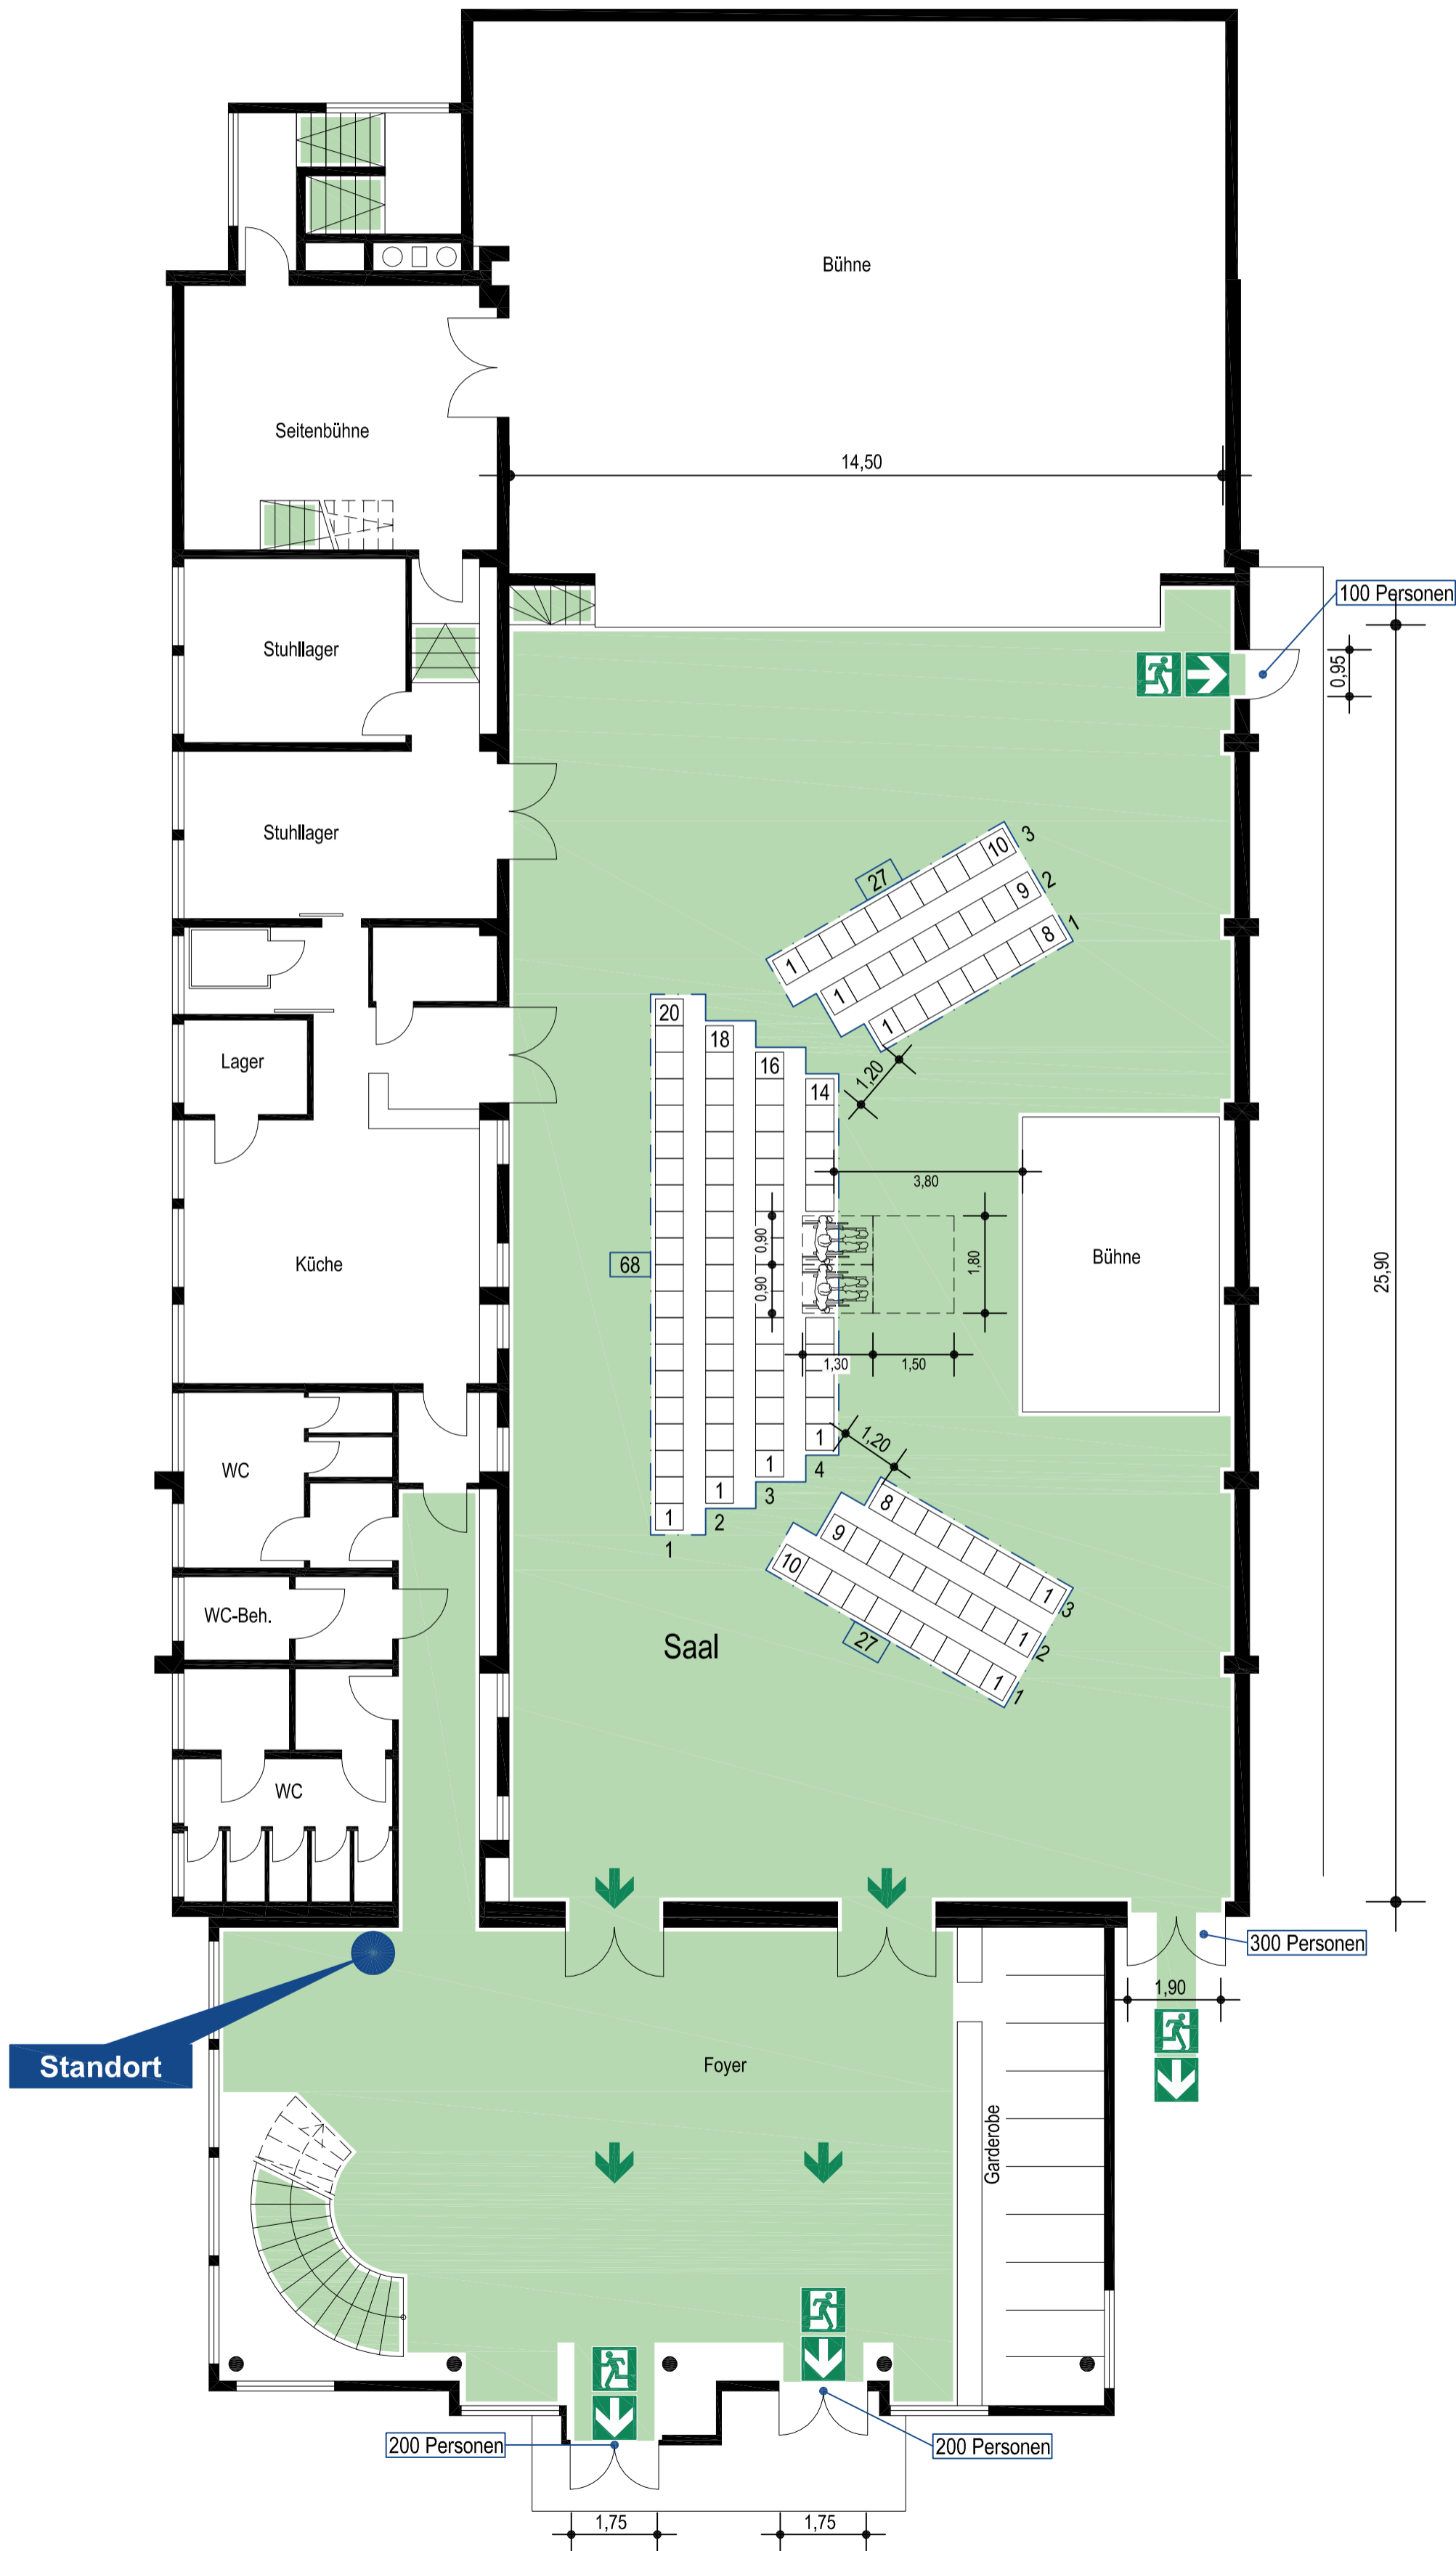 Bühne
Seitenbühne
14,50
100 Personen
0,95
Stuhllager
Stuhllager
27
10
3
9
2
8
1
1
1
1
20
18
16
14
1,20
Lager
3,80
Küche
68
0,90
0,90
1,80
Bühne
25,90
1,30
1,50
1
1
1
1
4
3
2
1
1,20
WC
8
9
10
1
1
1
3
2
1
27
WC-Beh.
Saal
WC
300 Personen
1,90
Standort
Foyer
Garderobe
200 Personen
200 Personen
1,75
1,75